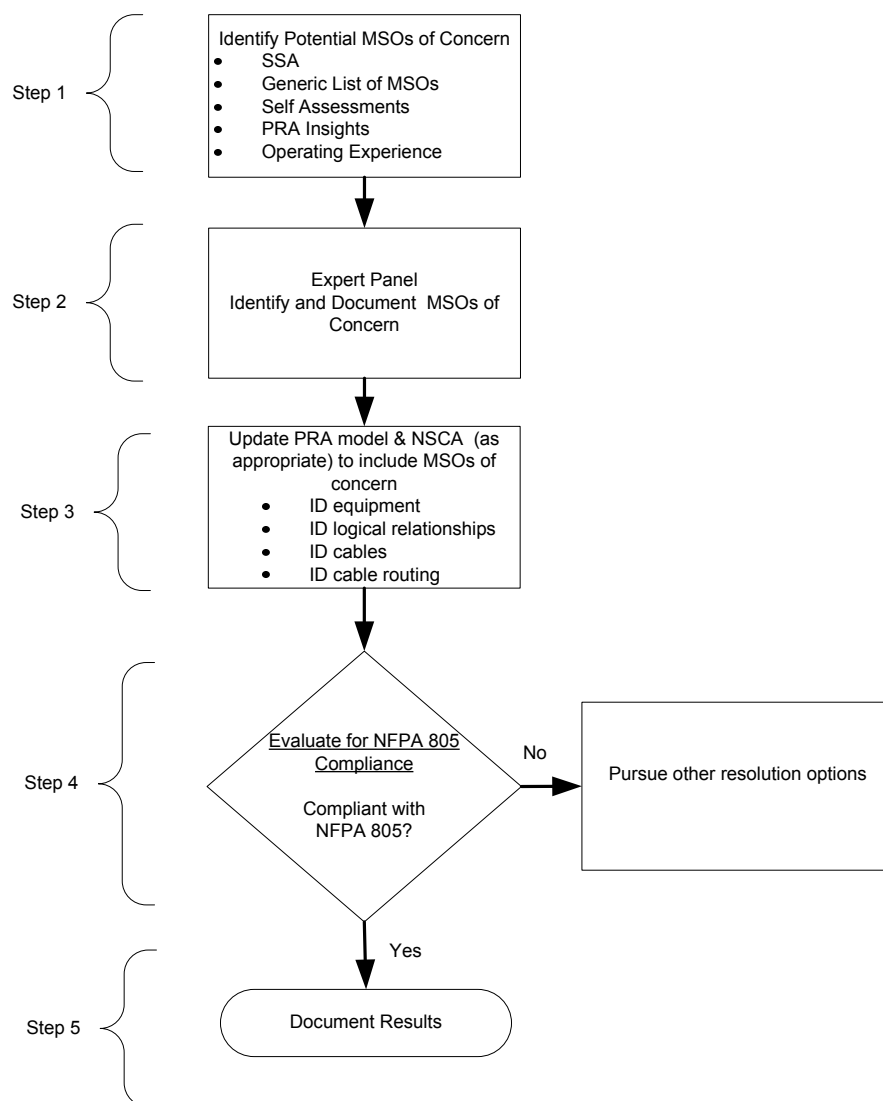 Step 1
Identify Potential MSOs of Concern
• SSA
• Generic List of MSOs
• Self Assessments
• PRA Insights
• Operating Experience
Step 2
Expert Panel
Identify and Document MSOs of
Concern
Step 3
Update PRA model & NSCA (as
appropriate) to include MSOs of
concern
• ID equipment
• ID logical relationships
• ID cables
• ID cable routing
Step 4
Evaluate for NFPA 805
Compliance
Compliant with
NFPA 805?
No
Pursue other resolution options
Yes
Step 5
Document Results